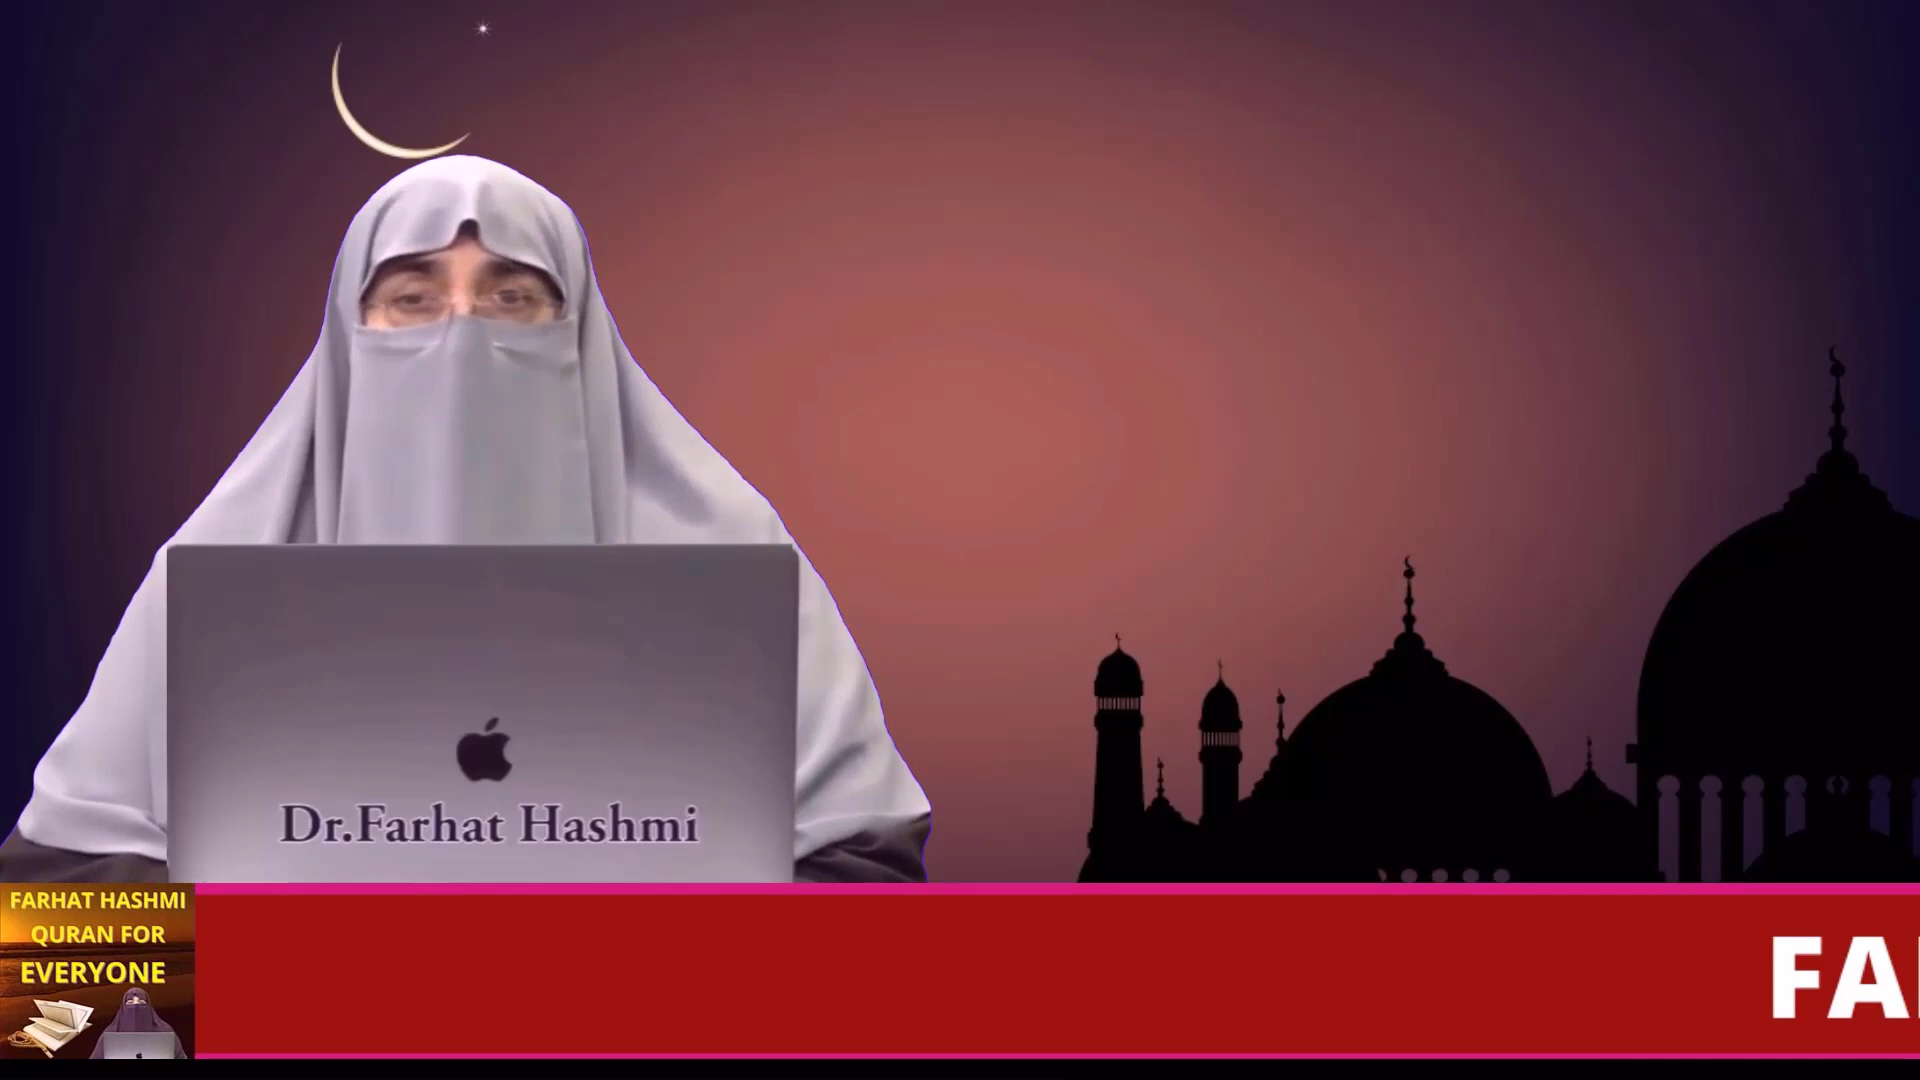 Dr.Farhat Hashmi
FARHAT HASHMI
QURAN FOR
EVERYONE
FA